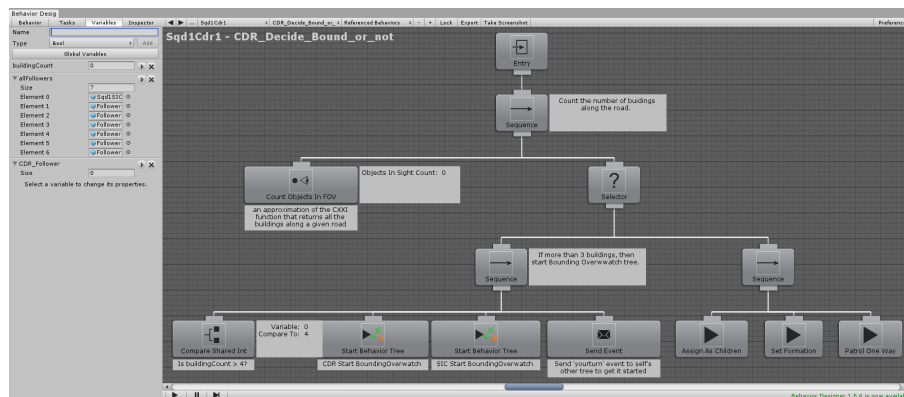 Behavior Desig
Behavior Tasks Variables Inspector
... Sqd1Cdr1 CDR_Decide_Bound_or_ Referenced Behaviors - + Lock Export Take Screenshot Preferenc
Name
Type Bool Add
Global Variables
buildingCount 0 X
allFollowers X
Size 7
Element 0 Sqd1SIC
Element 1 Follower
Element 2 Follower
Element 3 Follower
Element 4 Follower
Element 5 Follower
Element 6 Follower
CDR_Follower X
Size 0
Select a variable to change its properties.
Sqd1Cdr1 - CDR_Decide_Bound_or_not
Entry
Sequence
Count the number of buidings
along the road.
Count Objects In FOV
Objects In Sight Count: 0
an approximation of the CXXI
function that returns all the
buildings along a given road
?
Selector
Sequence
If more than 3 buildings, then
start Bounding Overwwatch tree.
Sequence
Compare Shared Int
Variable: 0
Compare To: 4
Is buildingCount > 4?
Start Behavior Tree
CDR Start BoundingOverwatch
Start Behavior Tree
SIC Start BoundingOverwatch
Send Event
Send 'yourturn' event to self's
other tree to get it started
Assign As Children
Set Formation
Patrol One Way
Behavior Designer 1.5.6 is now availab